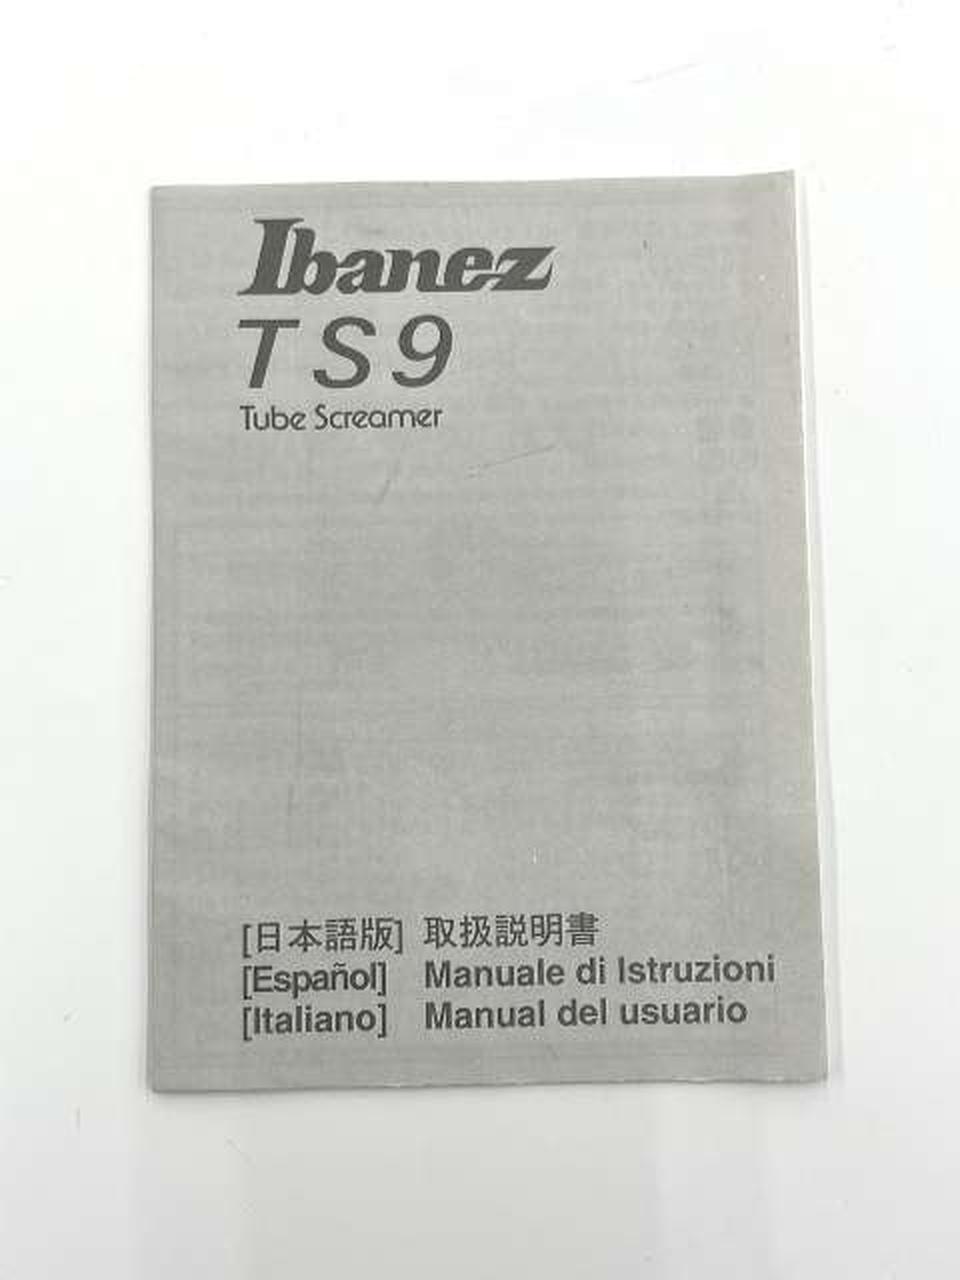 Ibanez
TS9
Tube Screamer
[日本語版] 取扱説明書
[Español] Manuale di Istruzioni
[Italiano] Manual del usuario